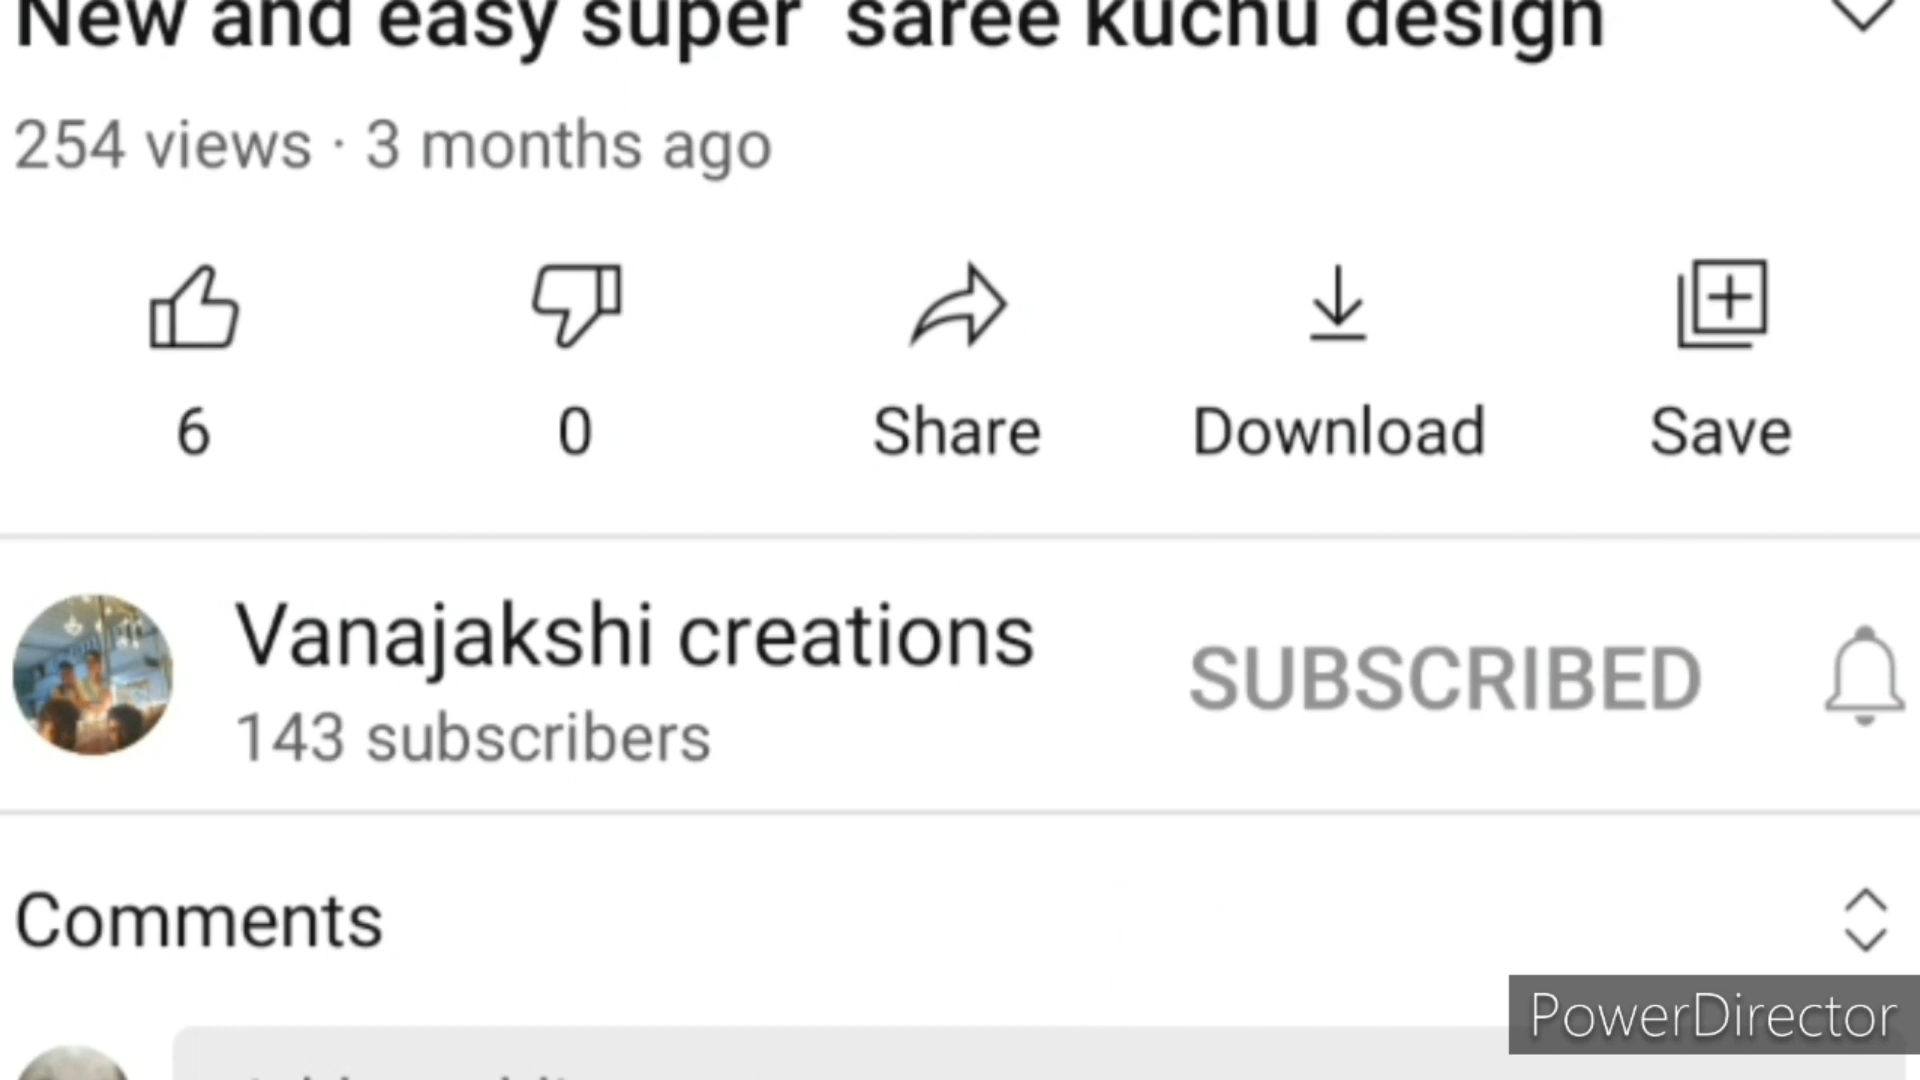 New and easy super saree kuchu design
254 views · 3 months ago
6
0
Share
Download
Save
Vanajakshi creations
143 subscribers
SUBSCRIBED
Comments
PowerDirector